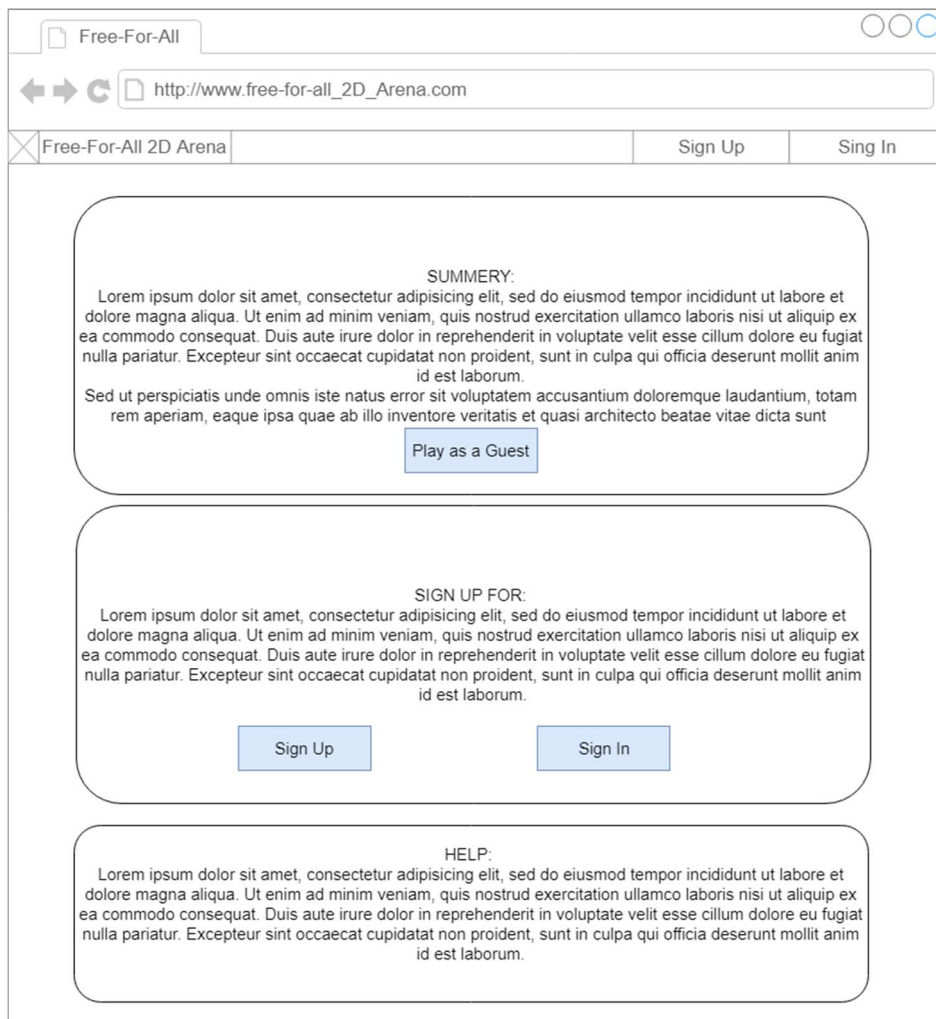 Free-For-All
http://www.free-for-all_2D_Arena.com
Free-For-All 2D Arena
Sign Up
Sing In
SUMMERY:
Lorem ipsum dolor sit amet, consectetur adipisicing elit, sed do eiusmod tempor incididunt ut labore et
dolore magna aliqua. Ut enim ad minim veniam, quis nostrud exercitation ullamco laboris nisi ut aliquip ex
ea commodo consequat. Duis aute irure dolor in reprehenderit in voluptate velit esse cillum dolore eu fugiat
nulla pariatur. Excepteur sint occaecat cupidatat non proident, sunt in culpa qui officia deserunt mollit anim
id est laborum.
Sed ut perspiciatis unde omnis iste natus error sit voluptatem accusantium doloremque laudantium, totam
rem aperiam, eaque ipsa quae ab illo inventore veritatis et quasi architecto beatae vitae dicta sunt
Play as a Guest
SIGN UP FOR:
Lorem ipsum dolor sit amet, consectetur adipisicing elit, sed do eiusmod tempor incididunt ut labore et
dolore magna aliqua. Ut enim ad minim veniam, quis nostrud exercitation ullamco laboris nisi ut aliquip ex
ea commodo consequat. Duis aute irure dolor in reprehenderit in voluptate velit esse cillum dolore eu fugiat
nulla pariatur. Excepteur sint occaecat cupidatat non proident, sunt in culpa qui officia deserunt mollit anim
id est laborum.
Sign Up
Sign In
HELP:
Lorem ipsum dolor sit amet, consectetur adipisicing elit, sed do eiusmod tempor incididunt ut labore et
dolore magna aliqua. Ut enim ad minim veniam, quis nostrud exercitation ullamco laboris nisi ut aliquip ex
ea commodo consequat. Duis aute irure dolor in reprehenderit in voluptate velit esse cillum dolore eu fugiat
nulla pariatur. Excepteur sint occaecat cupidatat non proident, sunt in culpa qui officia deserunt mollit anim
id est laborum.